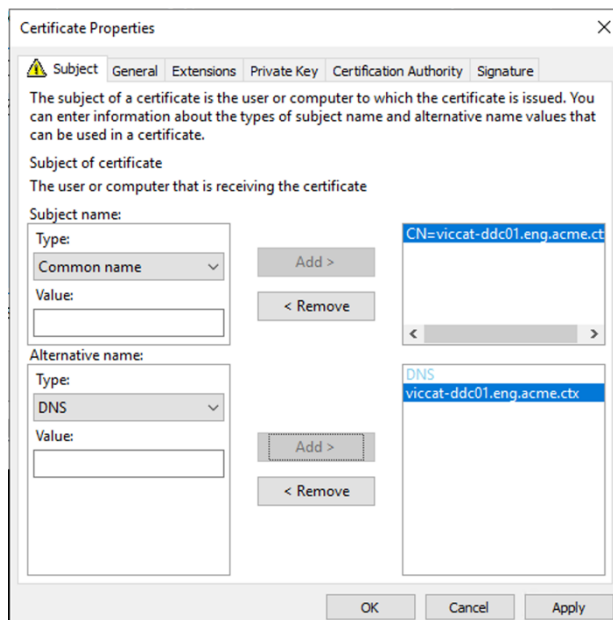 Certificate Properties
Subject General Extensions Private Key Certification Authority Signature
The subject of a certificate is the user or computer to which the certificate is issued. You
can enter information about the types of subject name and alternative name values that
can be used in a certificate.
Subject of certificate
The user or computer that is receiving the certificate
Subject name:
Type:
Common name
Value:
Add >
< Remove
CN=viccat-ddc01.eng.acme.ct
Alternative name:
Type:
DNS
Value:
Add >
< Remove
DNS
viccat-ddc01.eng.acme.ctx
OK Cancel Apply